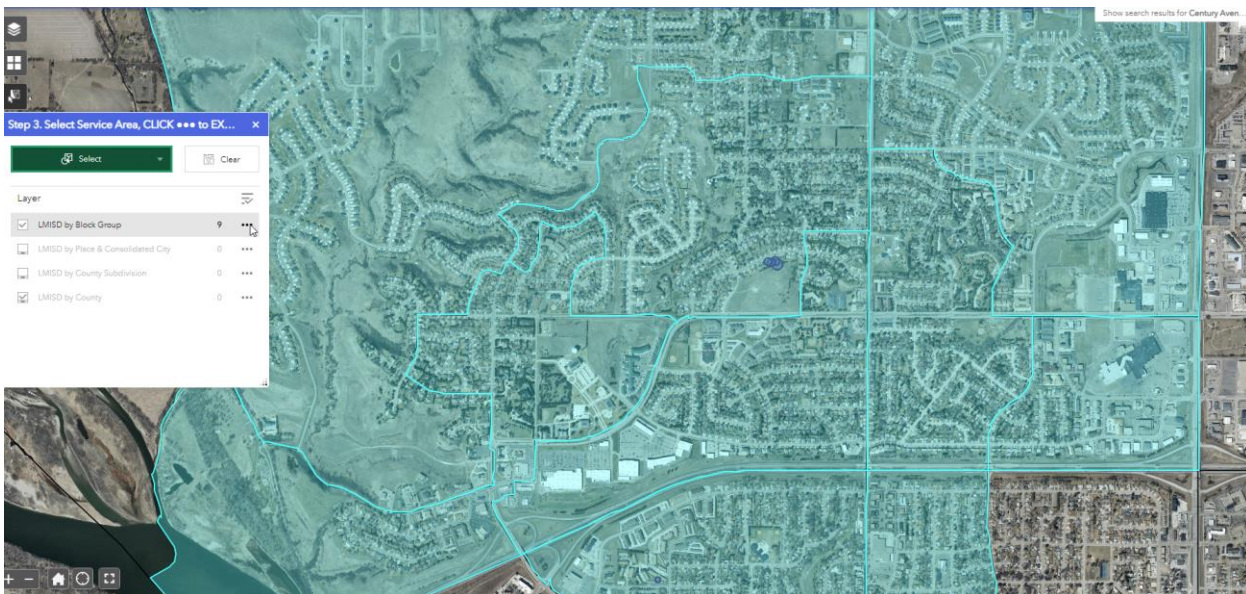 Show search results for Century Aven...
Step 3. Select Service Area, CLICK ●●● to EX... ×
Select
Clear
Layer
LMISD by Block Group 9 •••
LMISD by Place & Consolidated City 0 •••
LMISD by County Subdivision 0 •••
LMISD by County 0 •••
+ −